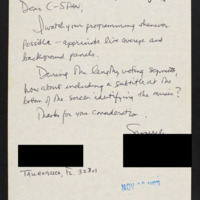 Dear C-SPAN,
I watch your programming whenever
possible — appreciate live coverage and
background panels.
During the lengthy voting segments,
how about including a subtitle at the
bottom of the screen identifying the music?
Thank for your consideration.
Sincerely,
Tallahassee, FL 32301
NOV